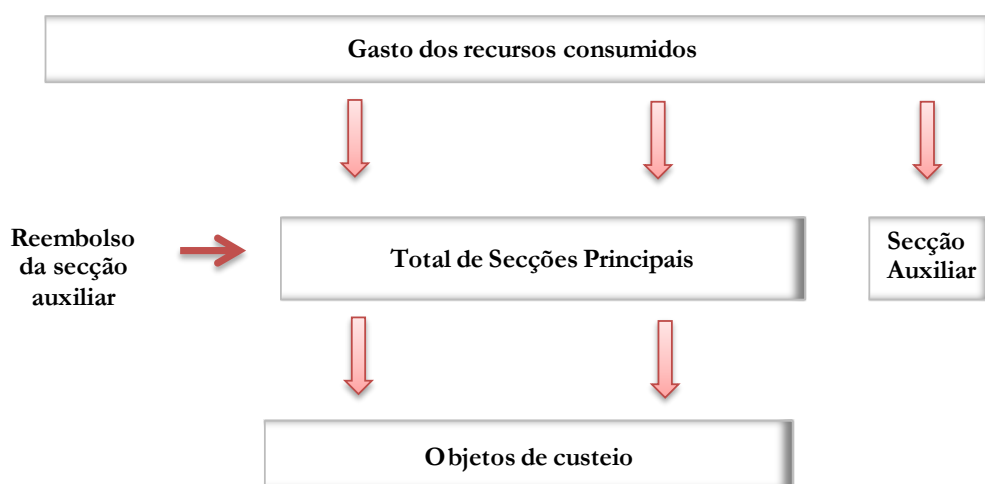 Gasto dos recursos consumidos
Reembolso
da secção
auxiliar
Total de Secções Principais
Secção
Auxiliar
Objetos de custeio